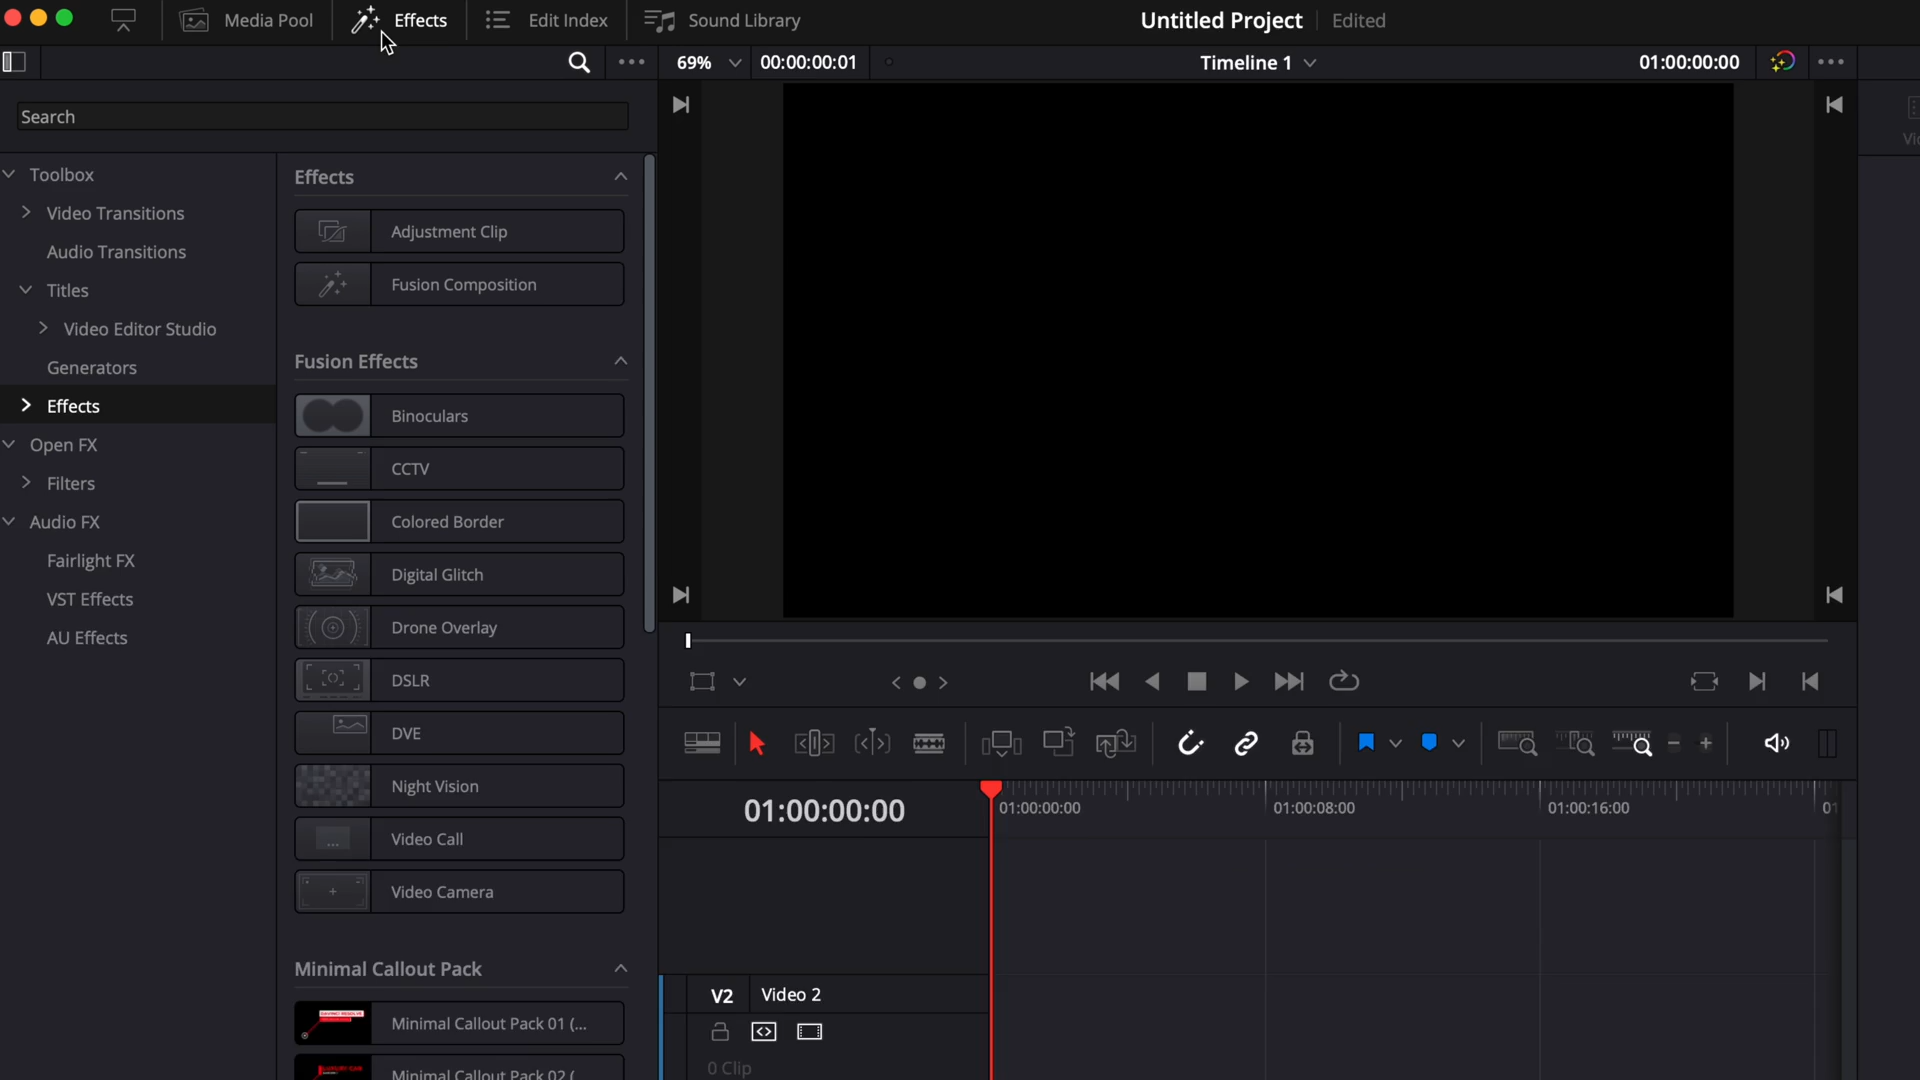 Media Pool
Effects
Edit Index
Sound Library
Untitled Project
Edited
69%
00:00:00:01
Timeline 1
01:00:00:00
Search
Toolbox
Video Transitions
Audio Transitions
Titles
Video Editor Studio
Generators
Effects
Open FX
Filters
Audio FX
Fairlight FX
VST Effects
AU Effects
Effects
Adjustment Clip
Fusion Composition
Fusion Effects
Binoculars
CCTV
Colored Border
Digital Glitch
Drone Overlay
DSLR
DVE
Night Vision
Video Call
Video Camera
Minimal Callout Pack
Minimal Callout Pack 01 (...
Minimal Callout Pack 02 (
01:00:00:00
01:00:00:00
01:00:08:00
01:00:16:00
01
V2
Video 2
0 Clip